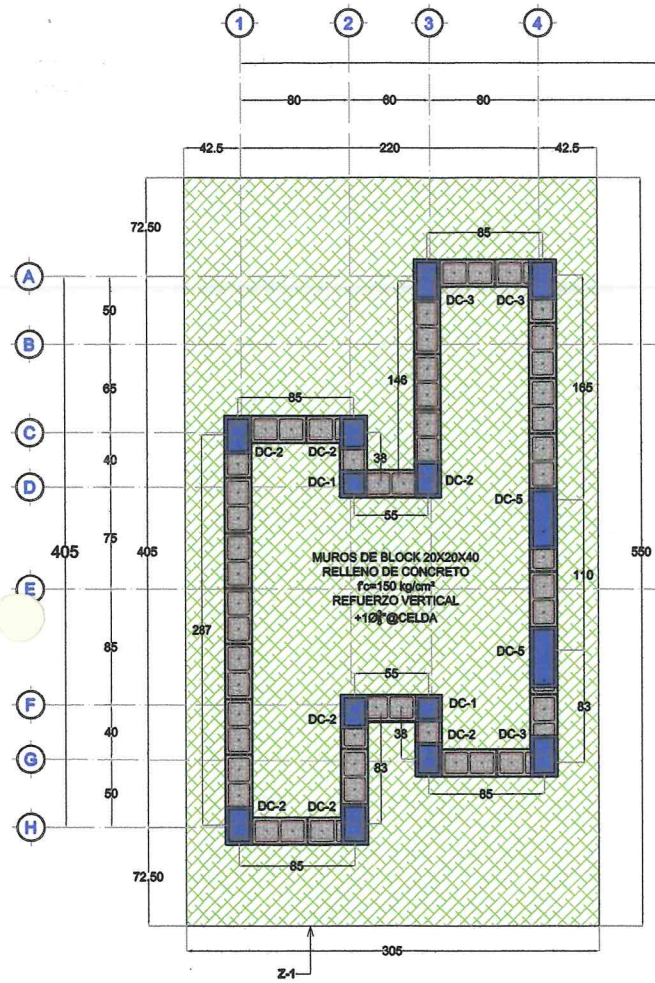 1 2 3 4
80 60 80
42.5 220 42.5
72.50
85
A
50
DC-3 DC-3
B
146
65
165
85
C
DC-2 DC-2
40
38
D
DC-1 DC-2
DC-5
55
75
405 405 550
MUROS DE BLOCK 20X20X40
RELLENO DE CONCRETO
f'c=150 kg/cm²
REFUERZO VERTICAL
110
E
287
85
DC-5
55
F
DC-2 DC-1
83
40
38
DC-2 DC-3
G
83
50
85
DC-2 DC-2
H
85
72.50
305
Z-1